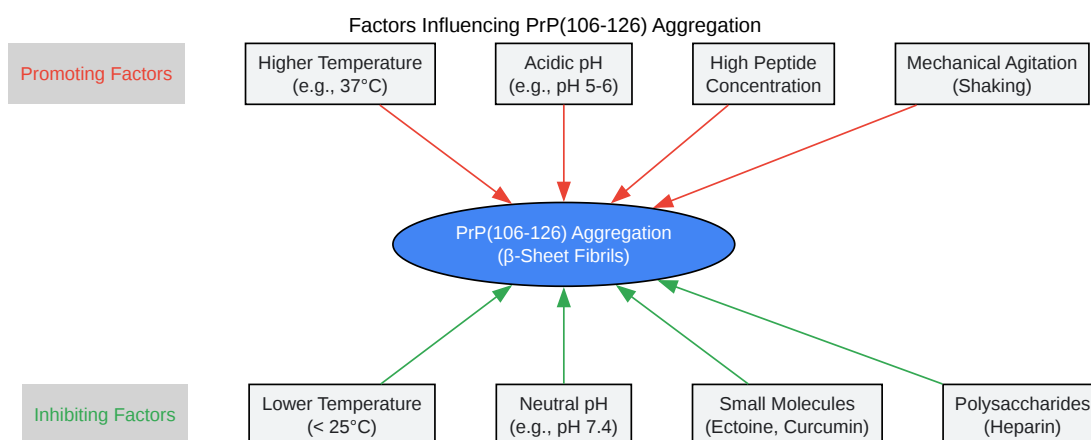 Factors Influencing PrP(106-126) Aggregation
Promoting Factors
Higher Temperature
(e.g., 37°C)
Acidic pH
(e.g., pH 5-6)
High Peptide
Concentration
Mechanical Agitation
(Shaking)
PrP(106-126) Aggregation
(β-Sheet Fibrils)
Inhibiting Factors
Lower Temperature
(< 25°C)
Neutral pH
(e.g., pH 7.4)
Small Molecules
(Ectoine, Curcumin)
Polysaccharides
(Heparin)